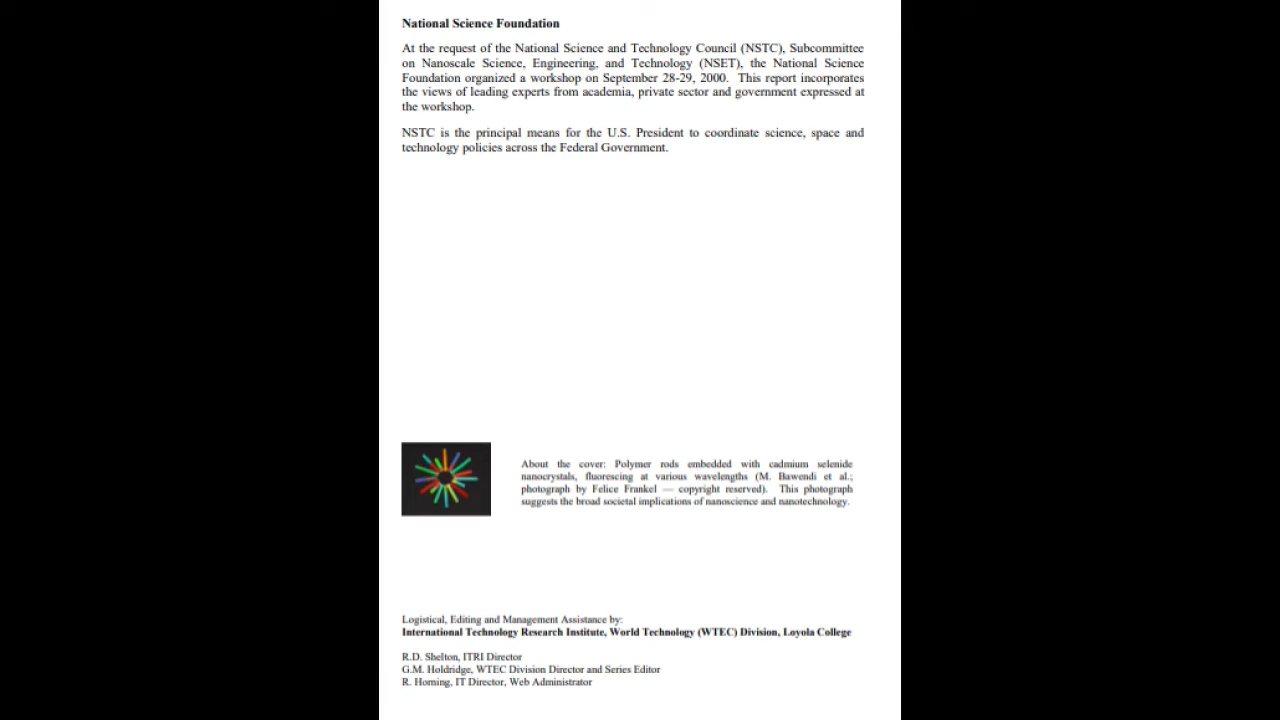 National Science Foundation
At the request of the National Science and Technology Council (NSTC), Subcommittee
on Nanoscale Science, Engineering, and Technology (NSET), the National Science
Foundation organized a workshop on September 28-29, 2000. This report incorporates
the views of leading experts from academia, private sector and government expressed at
the workshop.
NSTC is the principal means for the U.S. President to coordinate science, space and
technology policies across the Federal Government.
About the cover: Polymer rods embedded with cadmium selenide
nanocrystals, fluorescing at various wavelengths (M. Bawendi et al.;
photograph by Felice Frankel — copyright reserved). This photograph
suggests the broad societal implications of nanoscience and nanotechnology.
Logistical, Editing and Management Assistance by:
International Technology Research Institute, World Technology (WTEC) Division, Loyola College
R.D. Shelton, ITRI Director
G.M. Holdridge, WTEC Division Director and Series Editor
R. Horning, IT Director, Web Administrator